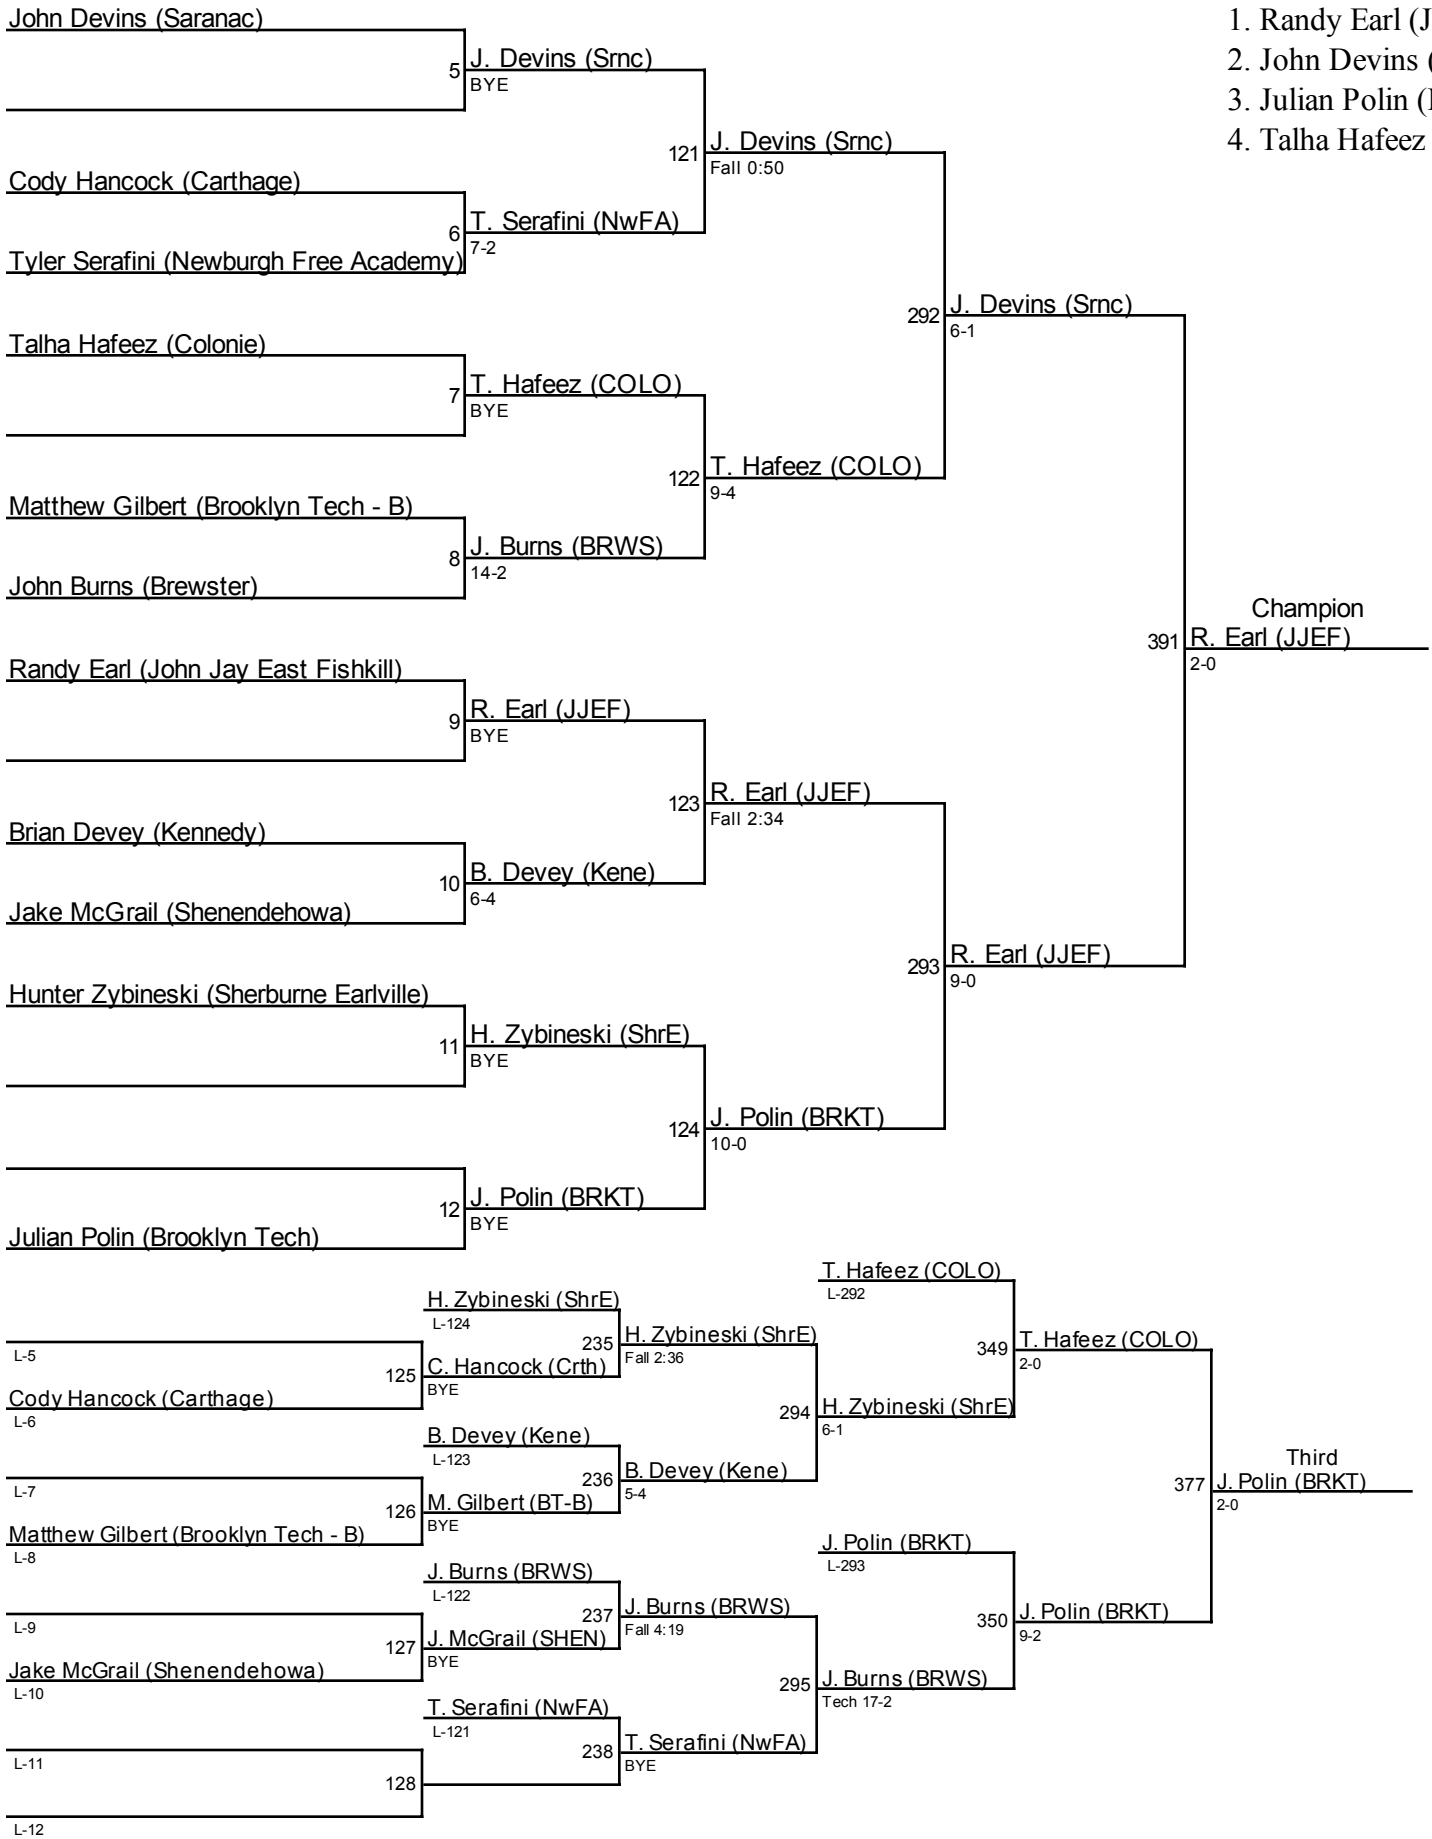 John Devins (Saranac)
5
J. Devins (Srnc)
BYE
121
J. Devins (Srnc)
Fall 0:50
Cody Hancock (Carthage)
6
T. Serafini (NwFA)
7-2
Tyler Serafini (Newburgh Free Academy)
292
J. Devins (Srnc)
6-1
Talha Hafeez (Colonie)
7
T. Hafeez (COLO)
BYE
122
T. Hafeez (COLO)
9-4
Matthew Gilbert (Brooklyn Tech - B)
8
J. Burns (BRWS)
14-2
John Burns (Brewster)
Champion
391
R. Earl (JJEF)
2-0
Randy Earl (John Jay East Fishkill)
9
R. Earl (JJEF)
BYE
123
R. Earl (JJEF)
Fall 2:34
Brian Devey (Kennedy)
10
B. Devey (Kene)
6-4
Jake McGrail (Shenendehowa)
293
R. Earl (JJEF)
9-0
Hunter Zybineski (Sherburne Earlville)
11
H. Zybineski (ShrE)
BYE
124
J. Polin (BRKT)
10-0
12
J. Polin (BRKT)
BYE
Julian Polin (Brooklyn Tech)
1. Randy Earl (J
2. John Devins (
3. Julian Polin (
4. Talha Hafeez
T. Hafeez (COLO)
L-292
H. Zybineski (ShrE)
L-124
235
H. Zybineski (ShrE)
Fall 2:36
349
T. Hafeez (COLO)
2-0
L-5
125
C. Hancock (Crth)
BYE
Cody Hancock (Carthage)
L-6
294
H. Zybineski (ShrE)
6-1
B. Devey (Kene)
L-123
236
B. Devey (Kene)
5-4
L-7
126
M. Gilbert (BT-B)
BYE
Matthew Gilbert (Brooklyn Tech - B)
L-8
Third
377
J. Polin (BRKT)
2-0
J. Polin (BRKT)
L-293
J. Burns (BRWS)
L-122
237
J. Burns (BRWS)
Fall 4:19
350
J. Polin (BRKT)
9-2
L-9
127
J. McGrail (SHEN)
BYE
Jake McGrail (Shenendehowa)
L-10
295
J. Burns (BRWS)
Tech 17-2
T. Serafini (NwFA)
L-121
238
T. Serafini (NwFA)
BYE
L-11
128
L-12